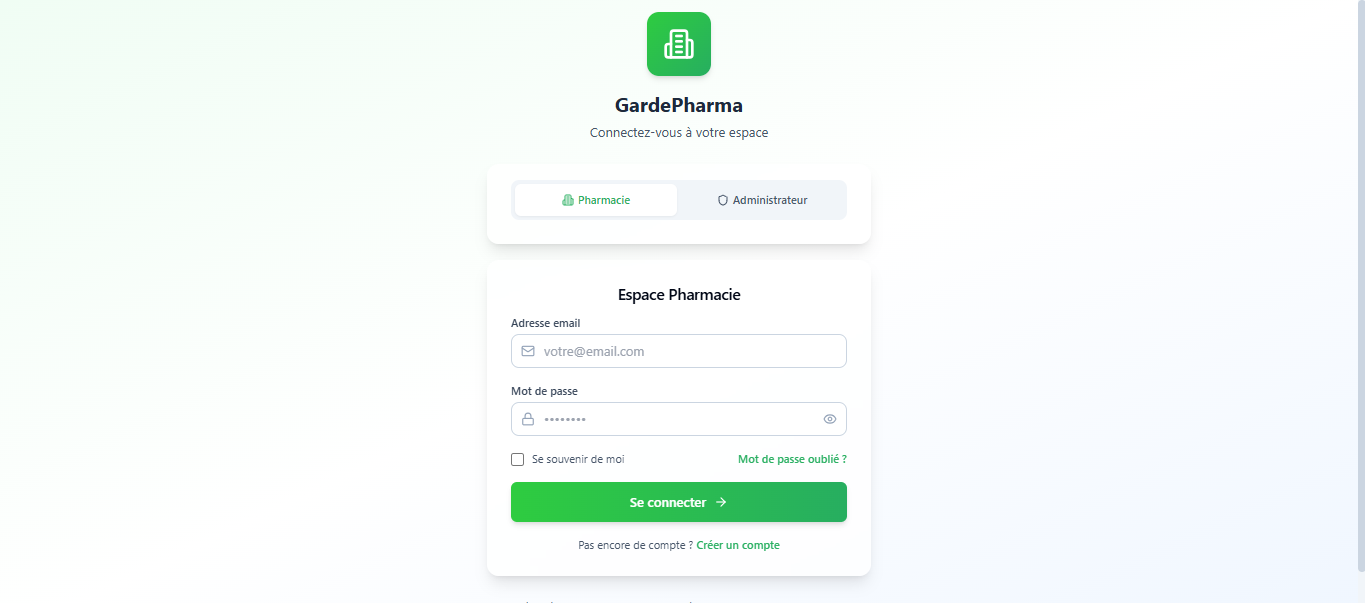 GardePharma
Connectez-vous à votre espace
Pharmacie
Administrateur
Espace Pharmacie
Adresse email
votre@email.com
Mot de passe
••••••••
Se souvenir de moi
Mot de passe oublié ?
Se connecter →
Pas encore de compte ? Créer un compte